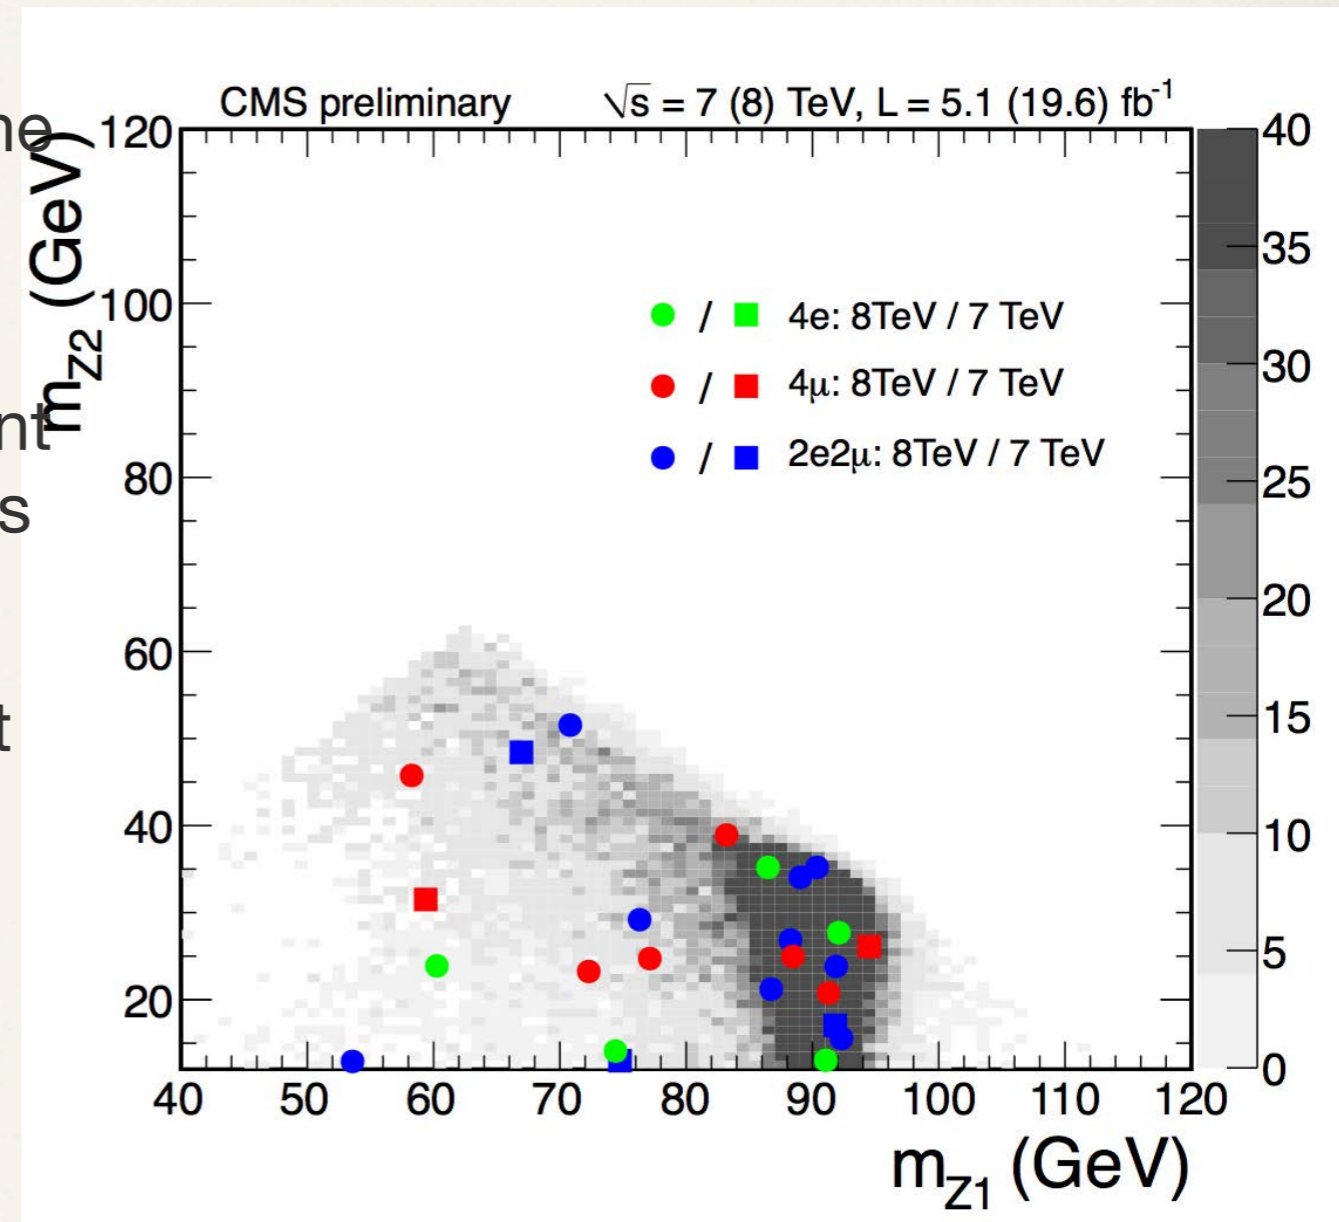 CMS preliminary √s = 7 (8) TeV, L = 5.1 (19.6) fb⁻¹
m_Z2 (GeV)
120
100
80
60
40
20
4e: 8TeV / 7 TeV
4μ: 8TeV / 7 TeV
2e2μ: 8TeV / 7 TeV
40 50 60 70 80 90 100 110 120
m_Z1 (GeV)
40
35
30
25
20
15
10
5
0